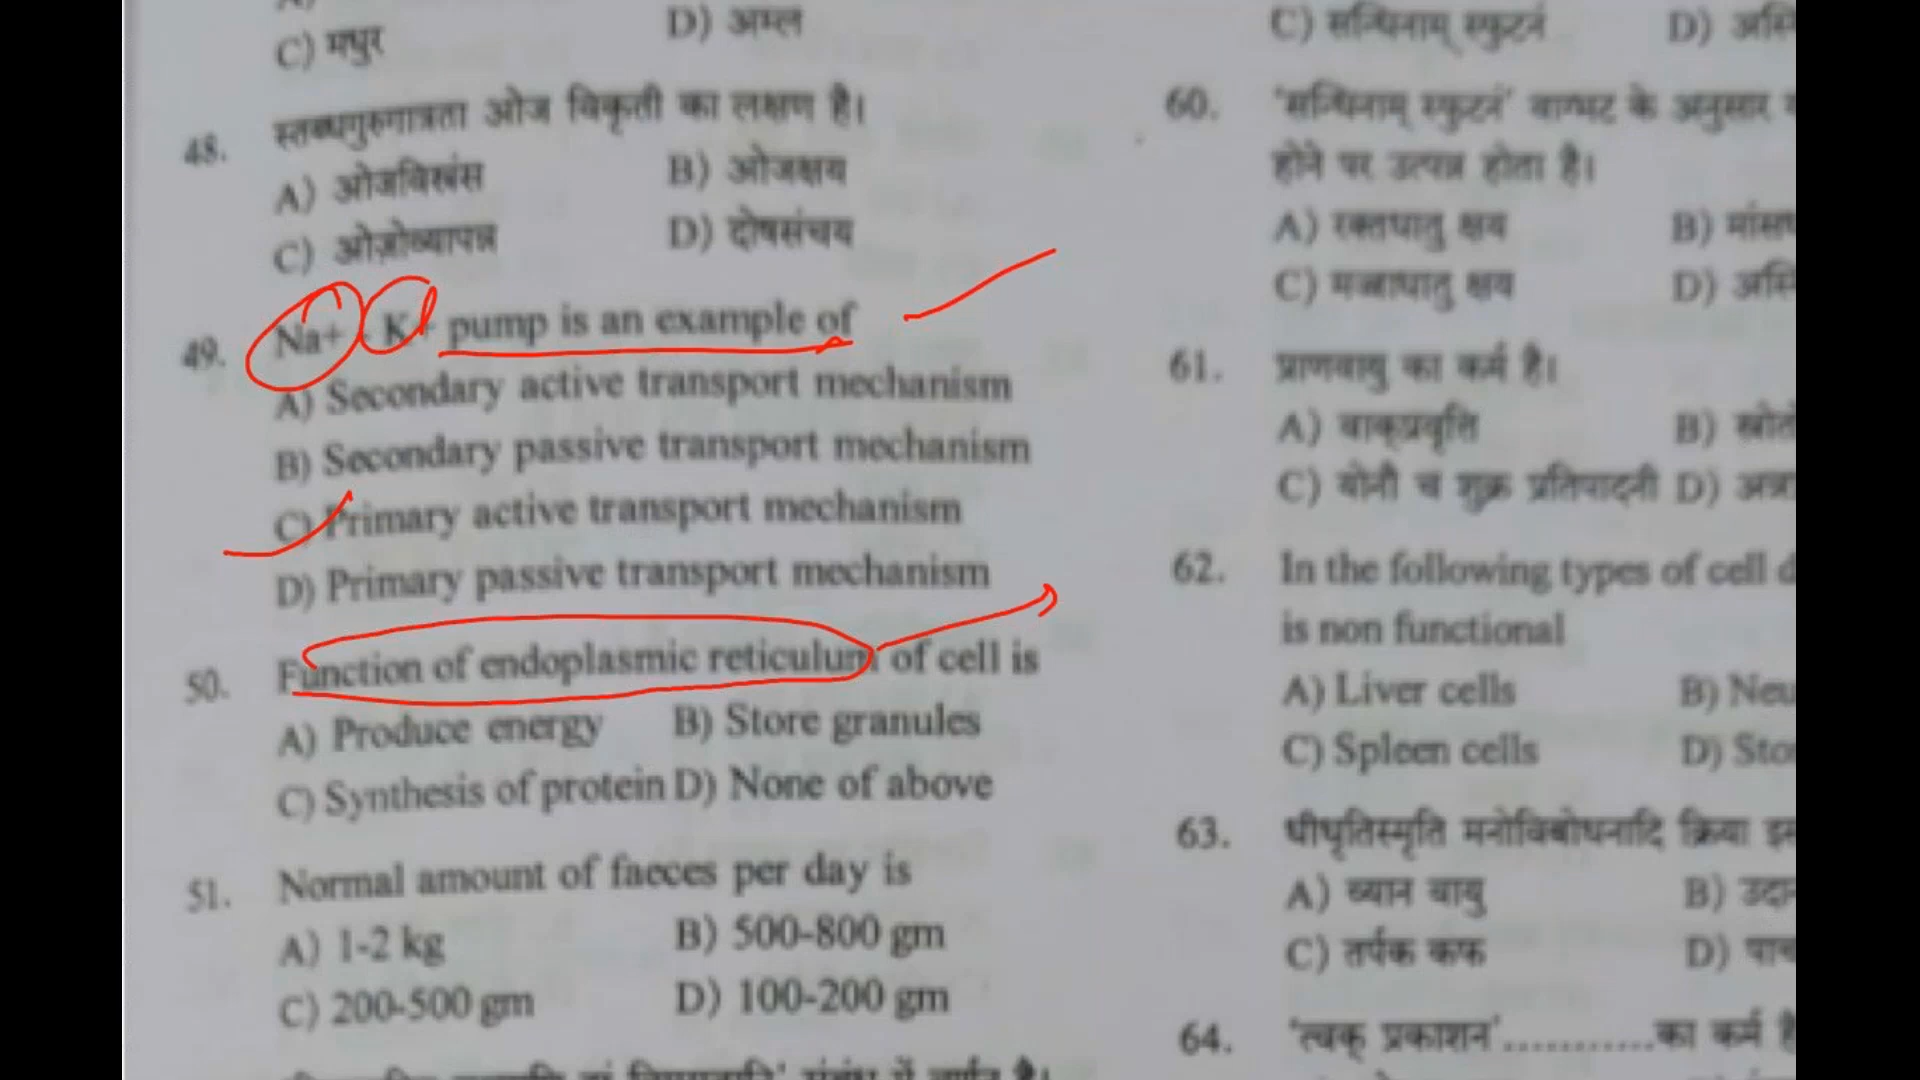 C) मधुर
D) अम्ल
48. स्तब्धगुरुगात्रता ओज विकृती का लक्षण है।
A) ओजविस्रंस B) ओजक्षय
C) ओज़ोव्यापन्न D) दोषसंचय
49. Na+ - K+ pump is an example of
A) Secondary active transport mechanism
B) Secondary passive transport mechanism
C) Primary active transport mechanism
D) Primary passive transport mechanism
50. Function of endoplasmic reticulum of cell is
A) Produce energy B) Store granules
C) Synthesis of protein D) None of above
51. Normal amount of faeces per day is
A) 1-2 kg B) 500-800 gm
C) 200-500 gm D) 100-200 gm
C) सन्धिनाम् स्फुटनं D)
60. 'सन्धिनाम् स्फुटनं' वाग्भट के अनुसार
होने पर उत्पन्न होता है।
A) रक्तधातु क्षय B)
C) मज्जाधातु क्षय D)
61. प्राणवायु का कर्म है।
A) वाक्प्रवृत्ति B)
C) योनौ च शुक्र प्रतिपादनी D)
62. In the following types of cell d
is non functional
A) Liver cells B) Neu
C) Spleen cells D) Sto
63. धीधृतिस्मृति मनोविबोधनादि क्रिया
A) व्यान वायु B) उदा
C) तर्पक कफ D) पाच
64. 'त्वक् प्रकाशन'............का कर्म है